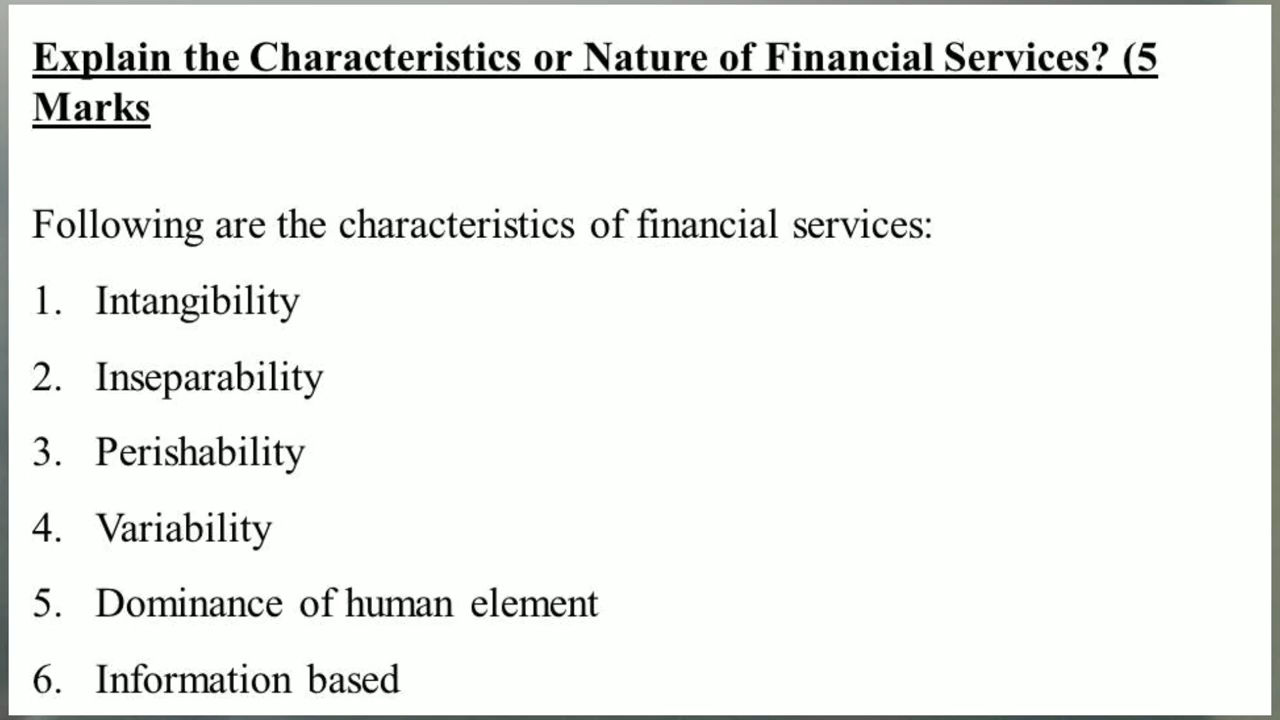 Explain the Characteristics or Nature of Financial Services? (5
Marks
Following are the characteristics of financial services:
1. Intangibility
2. Inseparability
3. Perishability
4. Variability
5. Dominance of human element
6. Information based